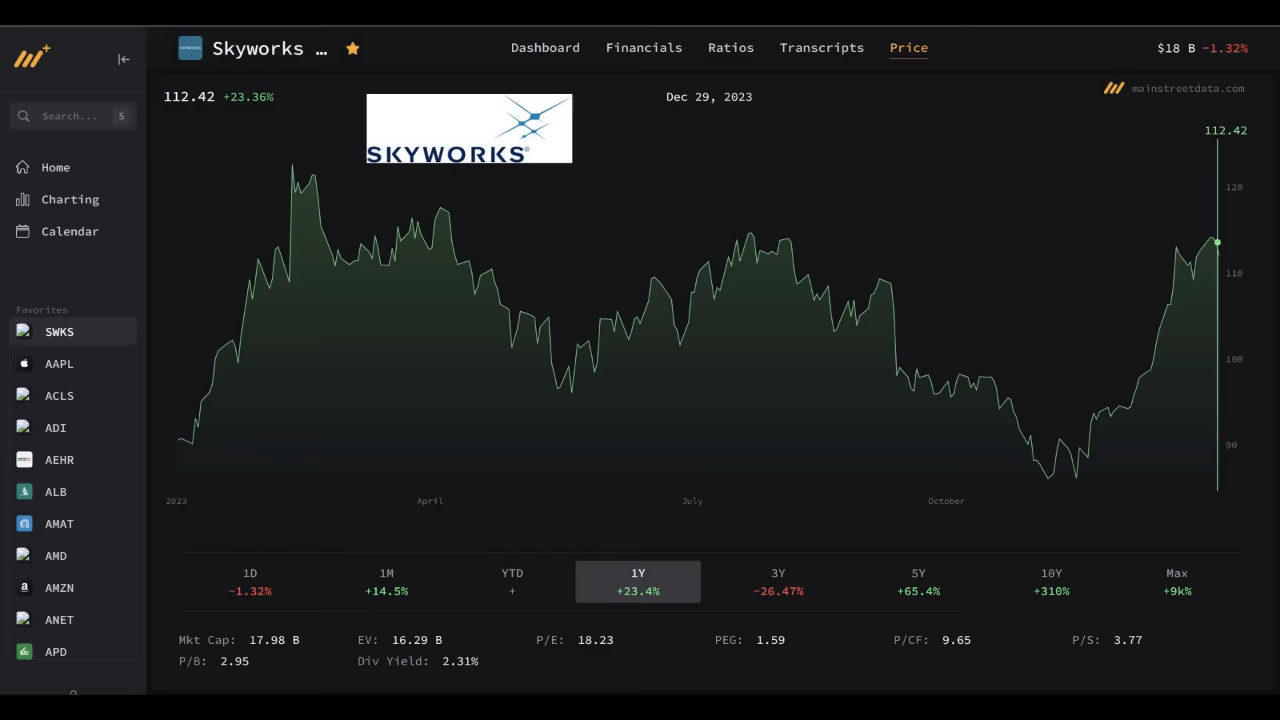 Skyworks …
Dashboard Financials Ratios Transcripts Price
$18 B -1.32%
Search... S
Home
Charting
Calendar
Favorites
SWKS
AAPL
ACLS
ADI
AEHR
ALB
AMAT
AMD
AMZN
ANET
APD
112.42 +23.36%
SKYWORKS®
Dec 29, 2023
mainstreetdata.com
112.42
120
110
100
90
2023 April July October
1D 1M YTD 1Y 3Y 5Y 10Y Max
-1.32% +14.5% + +23.4% -26.47% +65.4% +310% +9k%
Mkt Cap: 17.98 B EV: 16.29 B P/E: 18.23 PEG: 1.59 P/CF: 9.65 P/S: 3.77
P/B: 2.95 Div Yield: 2.31%